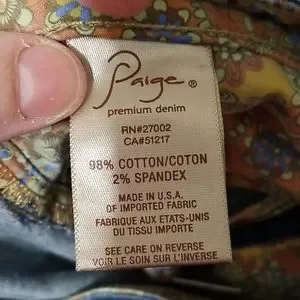 Paige®
premium denim
RN#27002
CA#51217
98% COTTON/COTON
2% SPANDEX
MADE IN U.S.A.
OF IMPORTED FABRIC
FABRIQUE AUX ETATS-UNIS
DU TISSU IMPORTE
SEE CARE ON REVERSE
VOIR LE SOIN SUR L'INVERSE